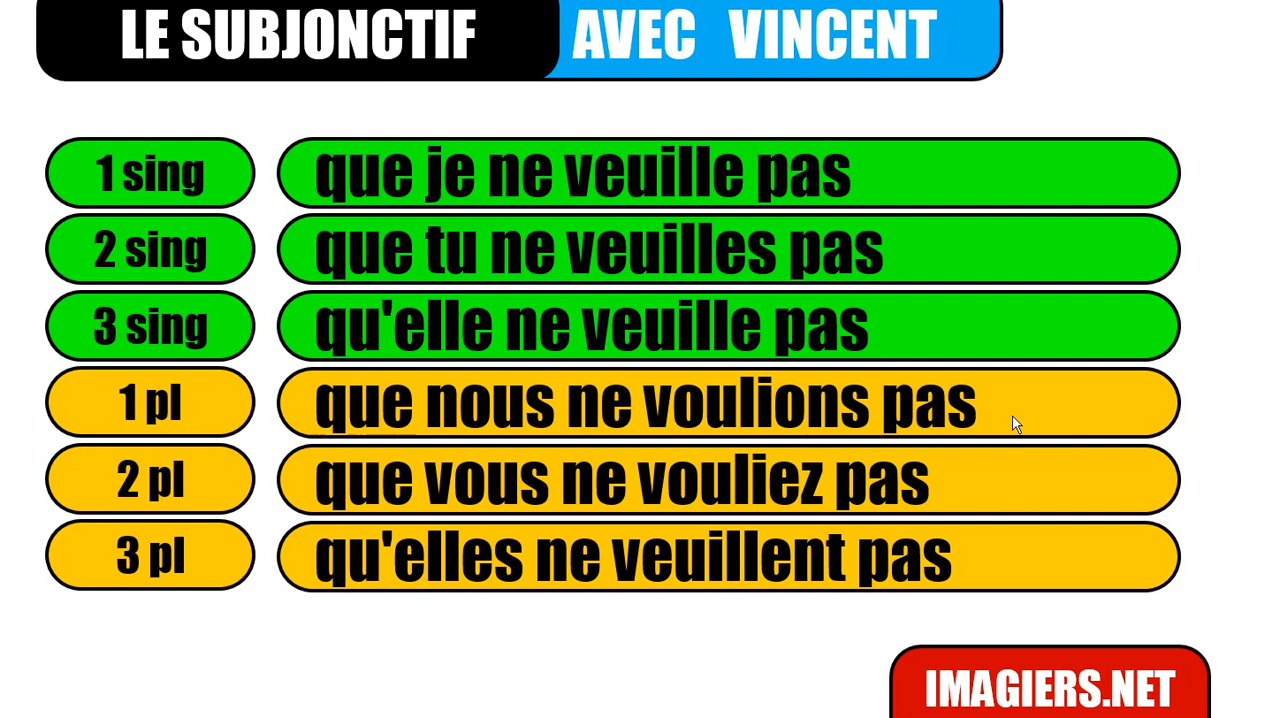 LE SUBJONCTIF AVEC VINCENT
1 sing que je ne veuille pas
2 sing que tu ne veuilles pas
3 sing qu'elle ne veuille pas
1 pl que nous ne voulions pas
2 pl que vous ne vouliez pas
3 pl qu'elles ne veuillent pas
IMAGIERS.NET